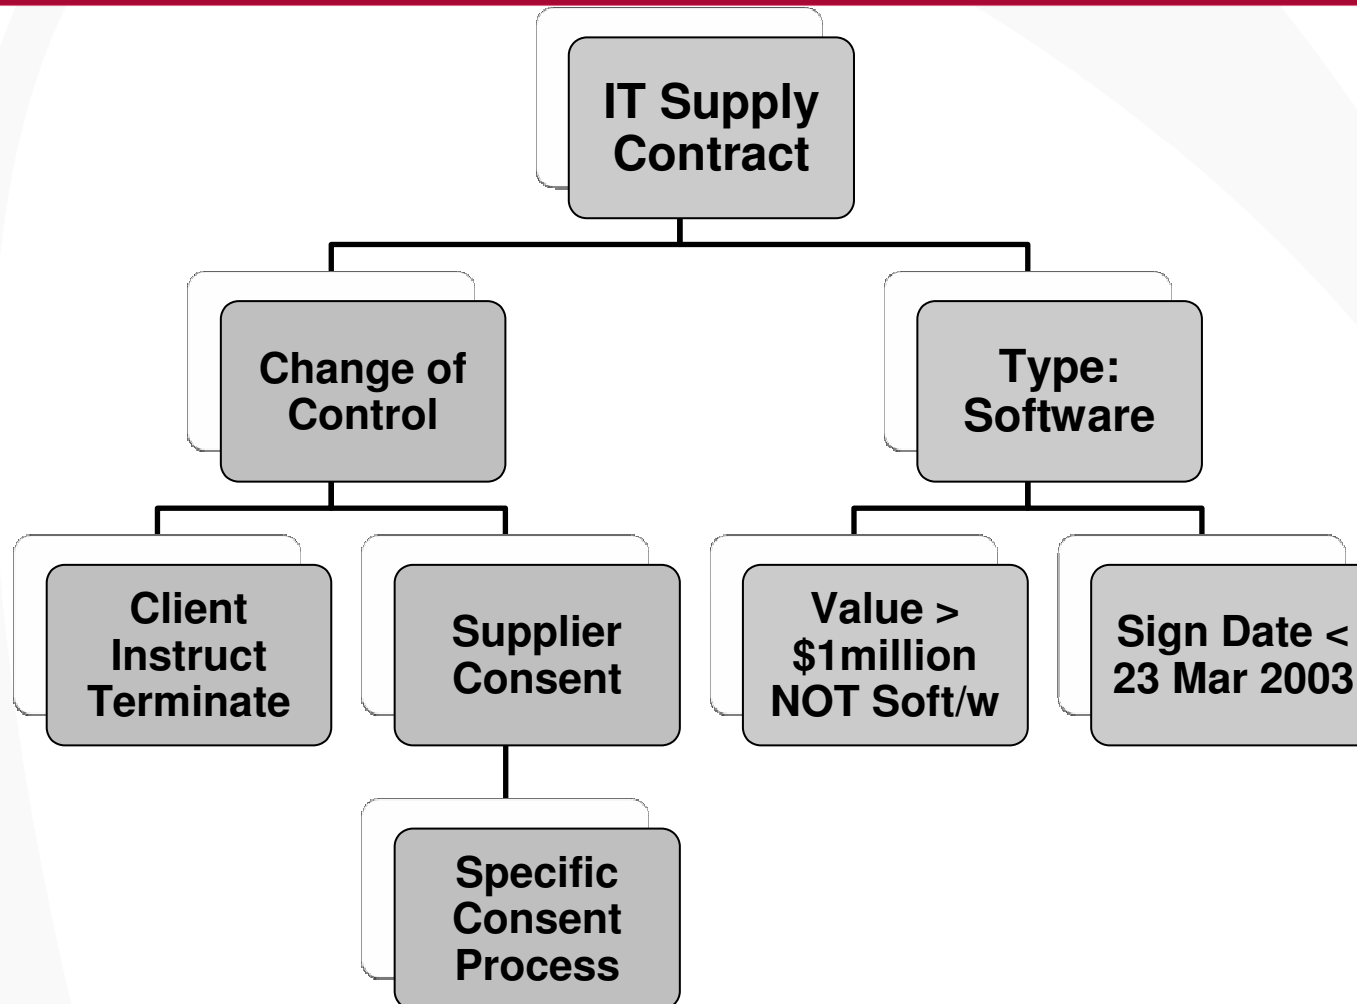 IT Supply
Contract
Change of
Control
Type:
Software
Client
Instruct
Terminate
Supplier
Consent
Value >
$1million
NOT Soft/w
Sign Date <
23 Mar 2003
Specific
Consent
Process